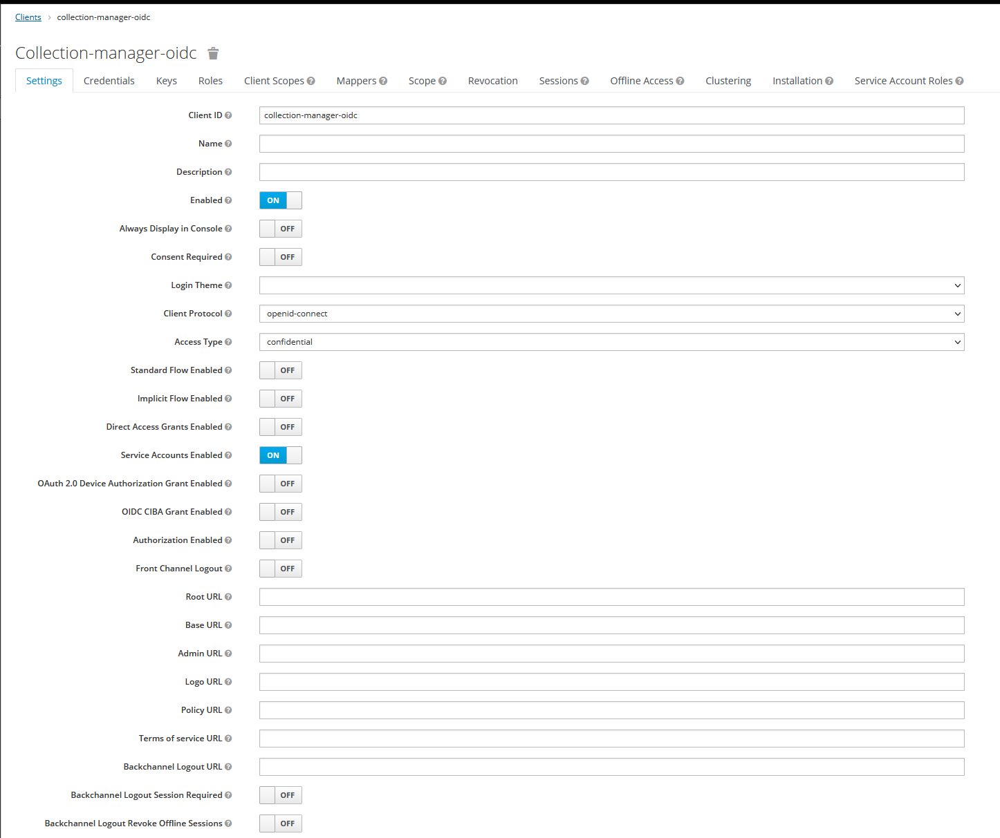 Clients › collection-manager-oidc
Collection-manager-oidc
Settings Credentials Keys Roles Client Scopes Mappers Scope Revocation Sessions Offline Access Clustering Installation Service Account Roles
Client ID collection-manager-oidc
Name
Description
Enabled ON
Always Display in Console OFF
Consent Required OFF
Login Theme
Client Protocol openid-connect
Access Type confidential
Standard Flow Enabled OFF
Implicit Flow Enabled OFF
Direct Access Grants Enabled OFF
Service Accounts Enabled ON
OAuth 2.0 Device Authorization Grant Enabled OFF
OIDC CIBA Grant Enabled OFF
Authorization Enabled OFF
Front Channel Logout OFF
Root URL
Base URL
Admin URL
Logo URL
Policy URL
Terms of service URL
Backchannel Logout URL
Backchannel Logout Session Required OFF
Backchannel Logout Revoke Offline Sessions OFF